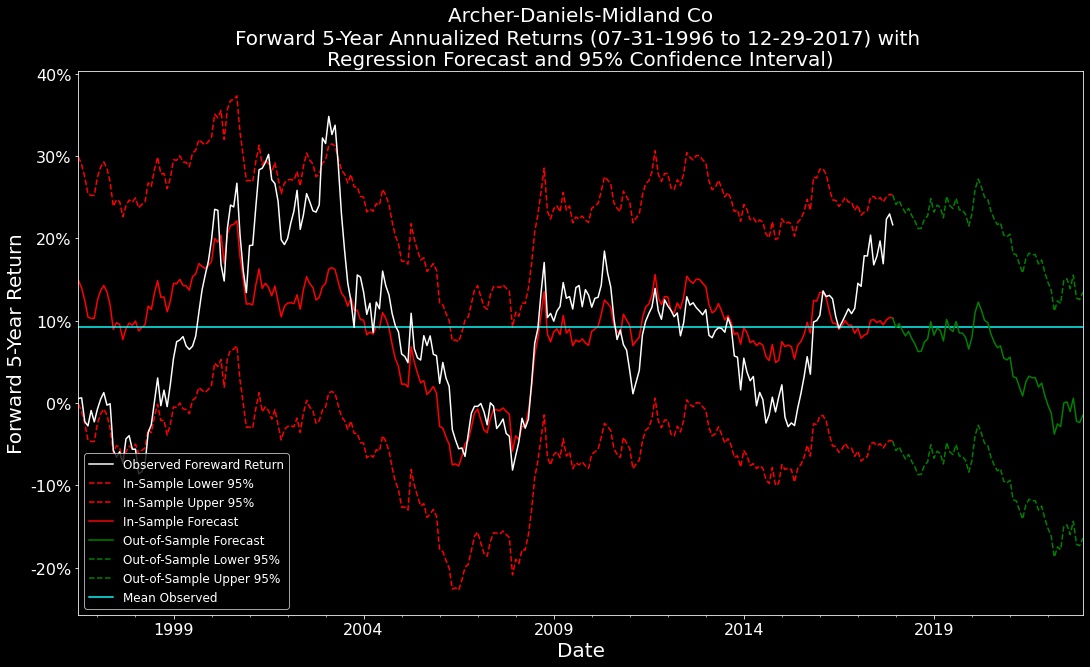 Archer-Daniels-Midland Co
Forward 5-Year Annualized Returns (07-31-1996 to 12-29-2017) with
Regression Forecast and 95% Confidence Interval)
Forward 5-Year Return
40%
30%
20%
10%
0%
-10%
-20%
Observed Foreward Return
In-Sample Lower 95%
In-Sample Upper 95%
In-Sample Forecast
Out-of-Sample Forecast
Out-of-Sample Lower 95%
Out-of-Sample Upper 95%
Mean Observed
1999
2004
2009
2014
2019
Date